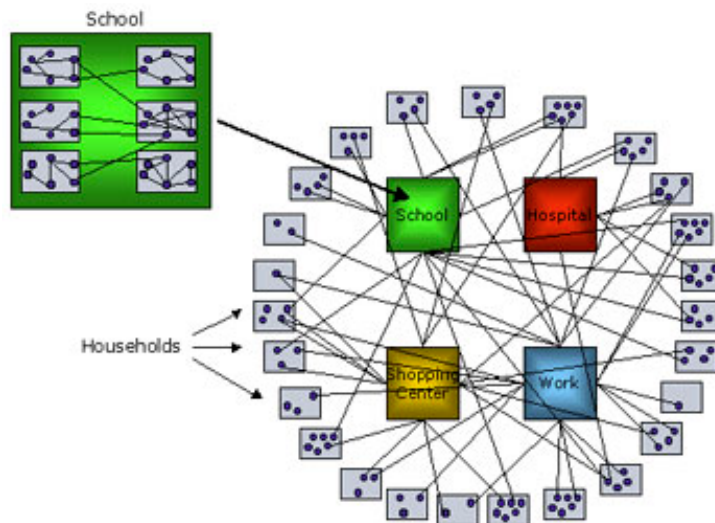 School
School
Hospital
Households
Shopping
Center
Work